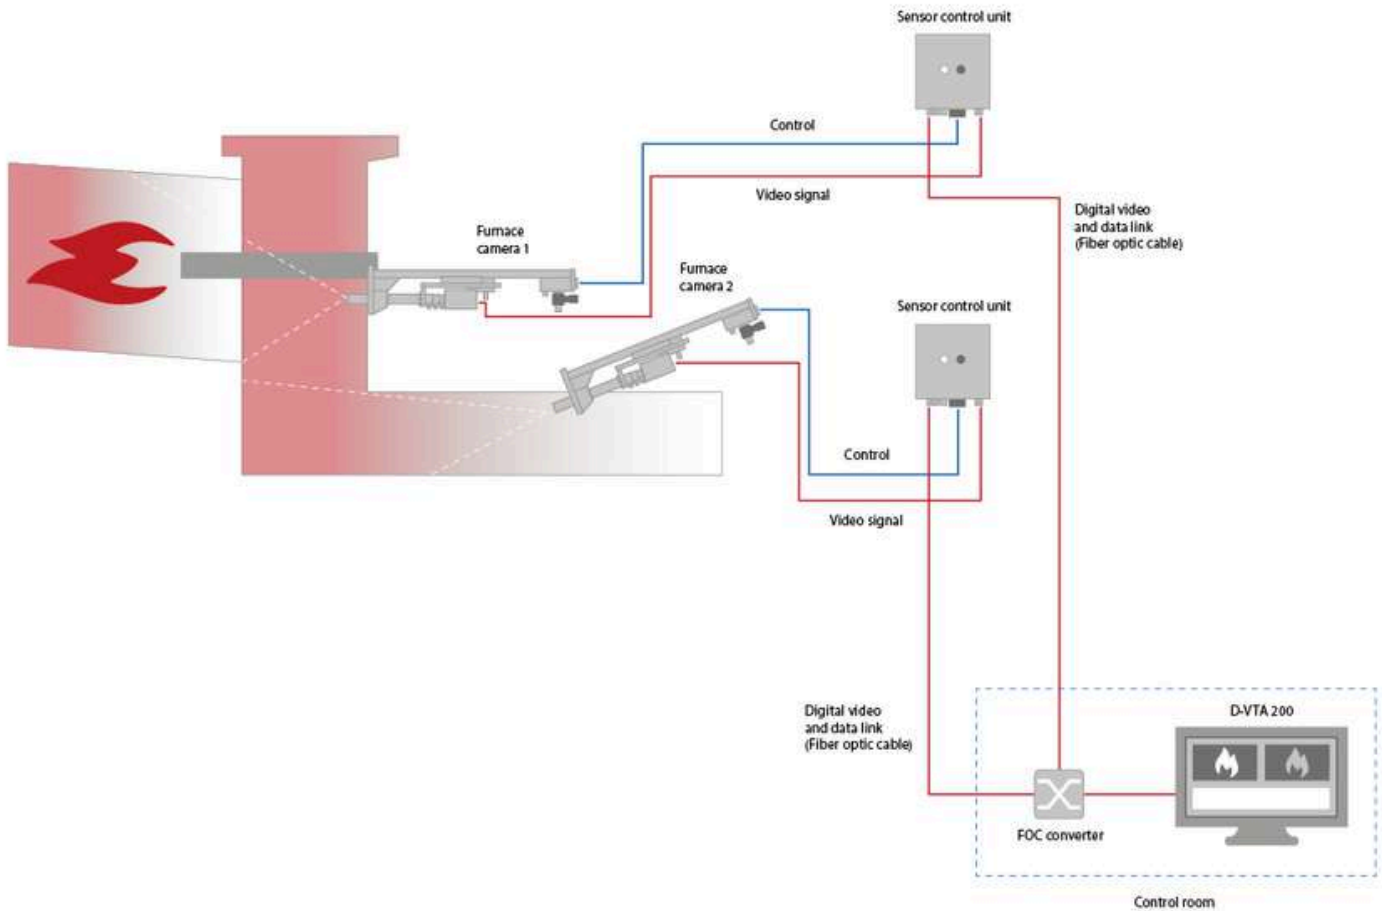 Sensor control unit
Control
Video signal
Digital video
and data link
(Fiber optic cable)
Furnace
camera 1
Furnace
camera 2
Sensor control unit
Control
Video signal
Digital video
and data link
(Fiber optic cable)
D-VTA 200
FOC converter
Control room